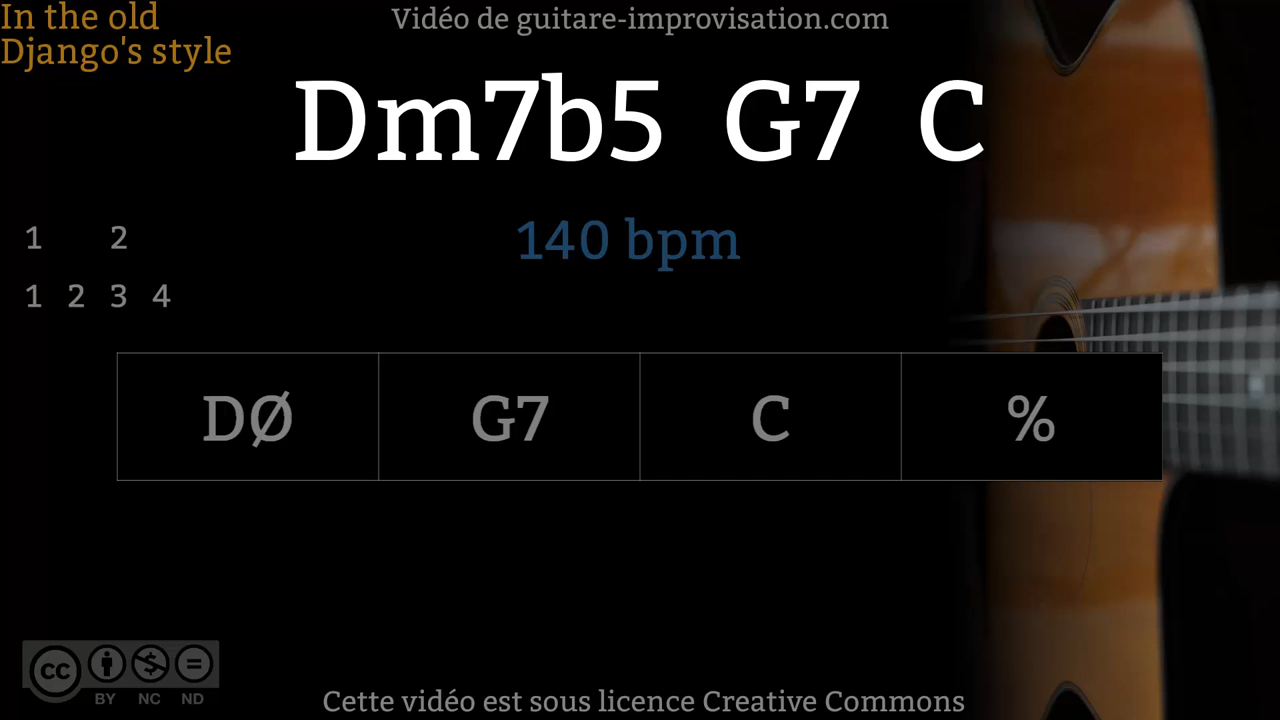 In the old
Django's style
Vidéo de guitare-improvisation.com
Dm7b5 G7 C
140 bpm
1 2
1 2 3 4
DØ G7 C %
cc BY NC ND
Cette vidéo est sous licence Creative Commons